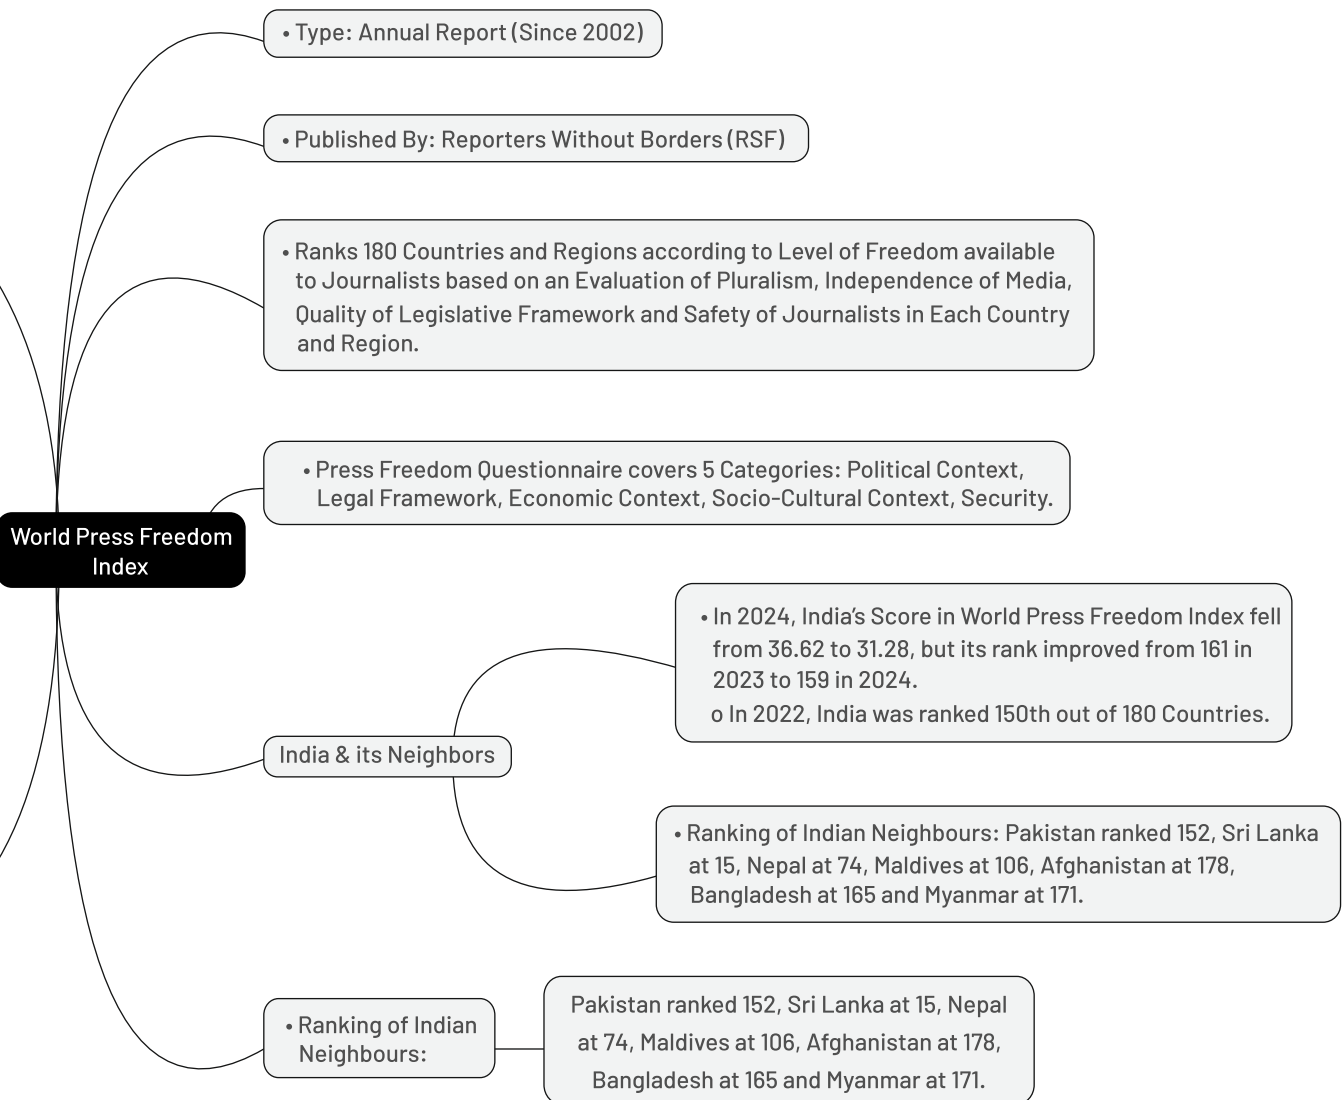 • Type: Annual Report (Since 2002)
• Published By: Reporters Without Borders (RSF)
• Ranks 180 Countries and Regions according to Level of Freedom available
to Journalists based on an Evaluation of Pluralism, Independence of Media,
Quality of Legislative Framework and Safety of Journalists in Each Country
and Region.
• Press Freedom Questionnaire covers 5 Categories: Political Context,
Legal Framework, Economic Context, Socio-Cultural Context, Security.
World Press Freedom
Index
• In 2024, India's Score in World Press Freedom Index fell
from 36.62 to 31.28, but its rank improved from 161 in
2023 to 159 in 2024.
o In 2022, India was ranked 150th out of 180 Countries.
India & its Neighbors
• Ranking of Indian Neighbours: Pakistan ranked 152, Sri Lanka
at 15, Nepal at 74, Maldives at 106, Afghanistan at 178,
Bangladesh at 165 and Myanmar at 171.
• Ranking of Indian
Neighbours:
Pakistan ranked 152, Sri Lanka at 15, Nepal
at 74, Maldives at 106, Afghanistan at 178,
Bangladesh at 165 and Myanmar at 171.